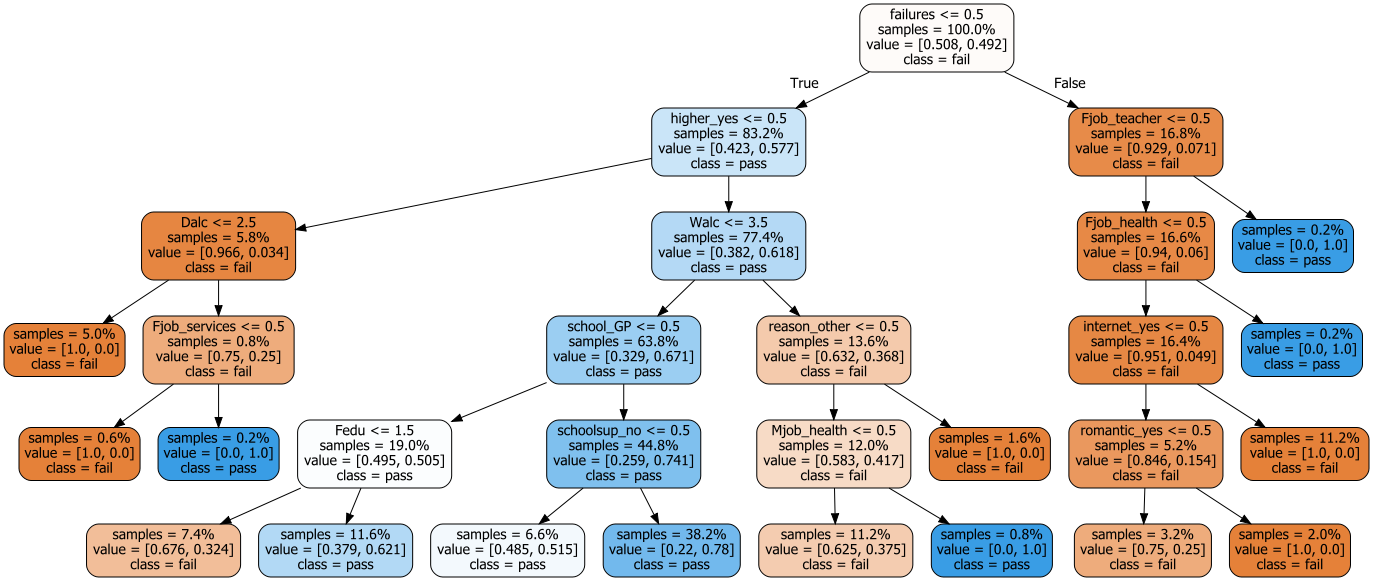 failures <= 0.5
samples = 100.0%
value = [0.508, 0.492]
class = fail
True
False
higher_yes <= 0.5
samples = 83.2%
value = [0.423, 0.577]
class = pass
Fjob_teacher <= 0.5
samples = 16.8%
value = [0.929, 0.071]
class = fail
Dalc <= 2.5
samples = 5.8%
value = [0.966, 0.034]
class = fail
Walc <= 3.5
samples = 77.4%
value = [0.382, 0.618]
class = pass
Fjob_health <= 0.5
samples = 16.6%
value = [0.94, 0.06]
class = fail
samples = 0.2%
value = [0.0, 1.0]
class = pass
samples = 5.0%
value = [1.0, 0.0]
class = fail
Fjob_services <= 0.5
samples = 0.8%
value = [0.75, 0.25]
class = fail
school_GP <= 0.5
samples = 63.8%
value = [0.329, 0.671]
class = pass
reason_other <= 0.5
samples = 13.6%
value = [0.632, 0.368]
class = fail
internet_yes <= 0.5
samples = 16.4%
value = [0.951, 0.049]
class = fail
samples = 0.2%
value = [0.0, 1.0]
class = pass
samples = 0.6%
value = [1.0, 0.0]
class = fail
samples = 0.2%
value = [0.0, 1.0]
class = pass
Fedu <= 1.5
samples = 19.0%
value = [0.495, 0.505]
class = pass
schoolsup_no <= 0.5
samples = 44.8%
value = [0.259, 0.741]
class = pass
Mjob_health <= 0.5
samples = 12.0%
value = [0.583, 0.417]
class = fail
samples = 1.6%
value = [1.0, 0.0]
class = fail
romantic_yes <= 0.5
samples = 5.2%
value = [0.846, 0.154]
class = fail
samples = 11.2%
value = [1.0, 0.0]
class = fail
samples = 7.4%
value = [0.676, 0.324]
class = fail
samples = 11.6%
value = [0.379, 0.621]
class = pass
samples = 6.6%
value = [0.485, 0.515]
class = pass
samples = 38.2%
value = [0.22, 0.78]
class = pass
samples = 11.2%
value = [0.625, 0.375]
class = fail
samples = 0.8%
value = [0.0, 1.0]
class = pass
samples = 3.2%
value = [0.75, 0.25]
class = fail
samples = 2.0%
value = [1.0, 0.0]
class = fail